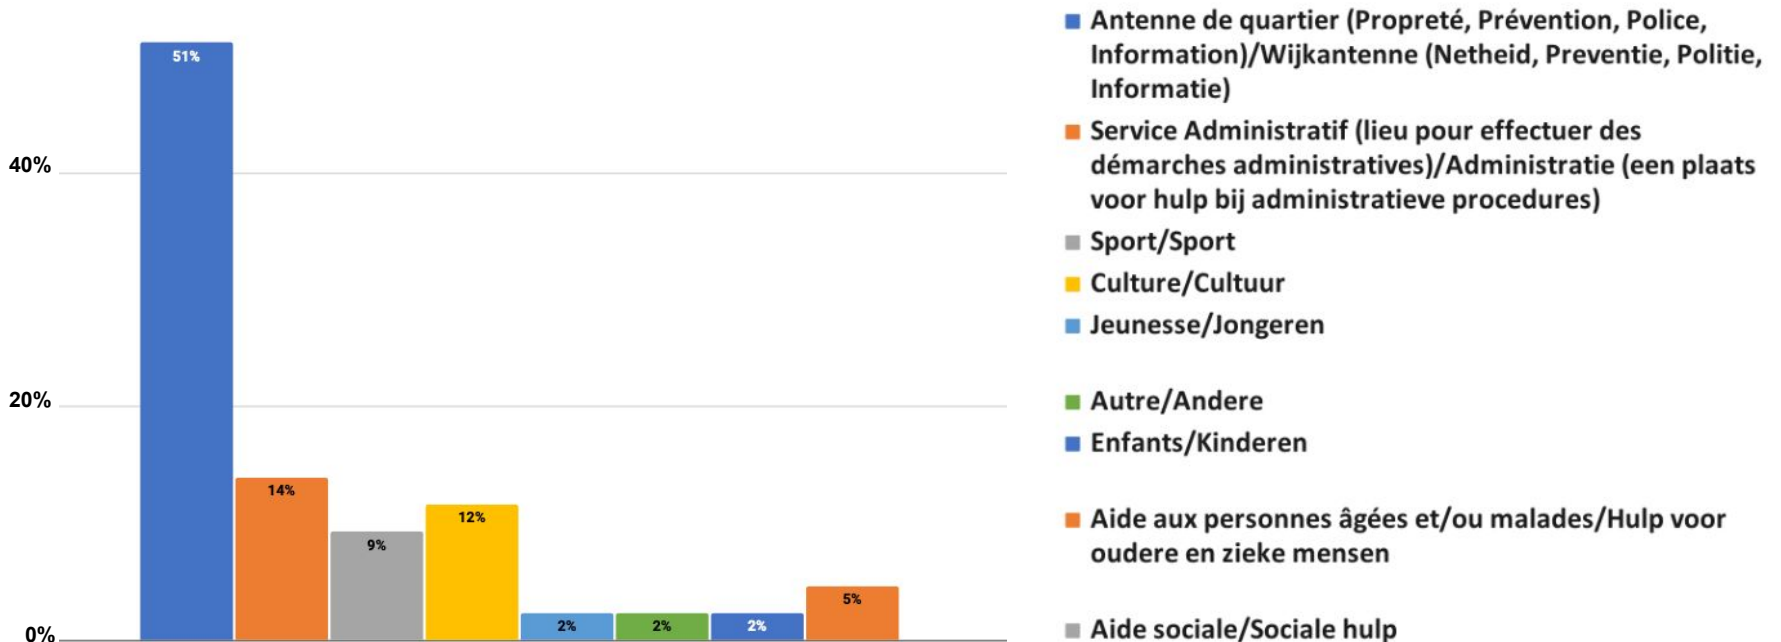 51%
40%
20%
14%
12%
9%
2%
2%
2%
5%
0%
Antenne de quartier (Propreté, Prévention, Police,
Information)/Wijkantenne (Netheid, Preventie, Politie,
Informatie)
Service Administratif (lieu pour effectuer des
démarches administratives)/Administratie (een plaats
voor hulp bij administratieve procedures)
Sport/Sport
Culture/Cultuur
Jeunesse/Jongeren
Autre/Andere
Enfants/Kinderen
Aide aux personnes âgées et/ou malades/Hulp voor
oudere en zieke mensen
Aide sociale/Sociale hulp